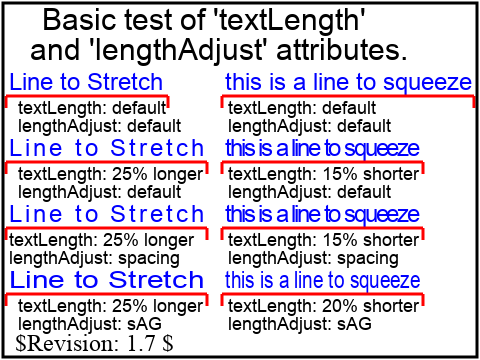 Basic test of 'textLength'
and 'lengthAdjust' attributes.
Line to Stretch
textLength: default
lengthAdjust: default
this is a line to squeeze
textLength: default
lengthAdjust: default
Line to Stretch
textLength: 25% longer
lengthAdjust: default
this is a line to squeeze
textLength: 15% shorter
lengthAdjust: default
Line to Stretch
textLength: 25% longer
lengthAdjust: spacing
this is a line to squeeze
textLength: 15% shorter
lengthAdjust: spacing
Line to Stretch
textLength: 25% longer
lengthAdjust: sAG
this is a line to squeeze
textLength: 20% shorter
lengthAdjust: sAG
$Revision: 1.7 $